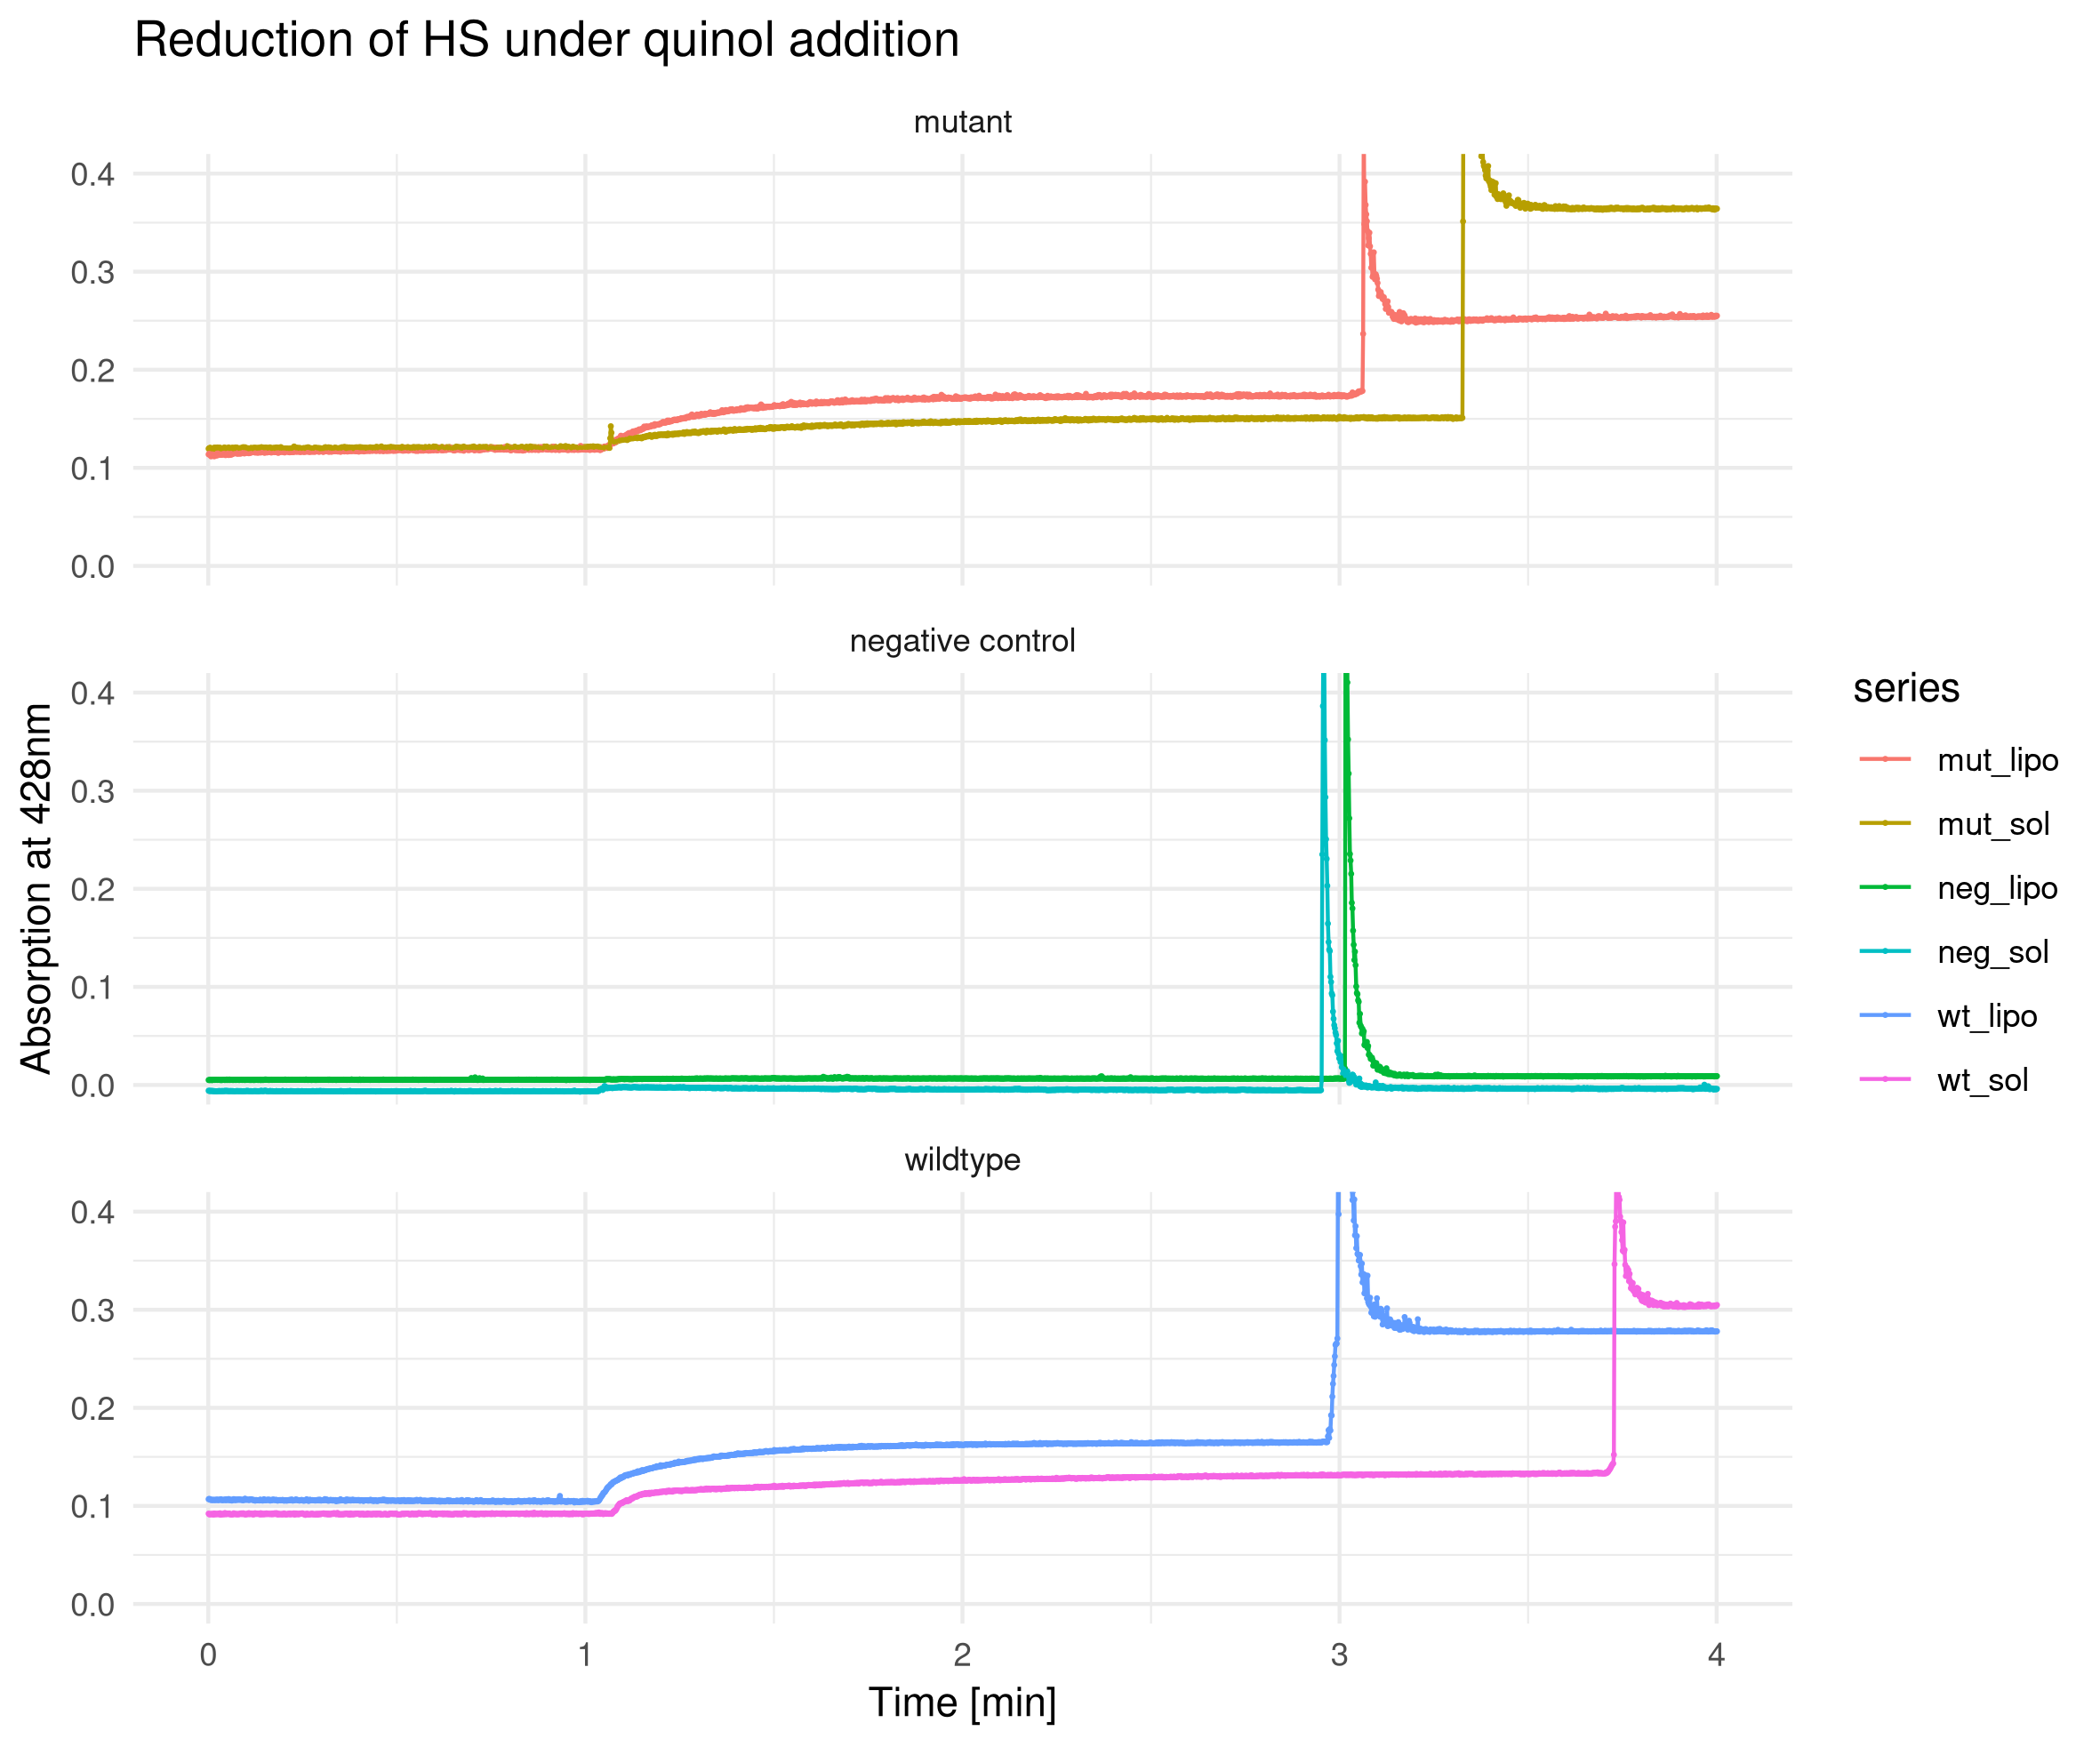 Reduction of HS under quinol addition
mutant
0.4
0.3
0.2
0.1
0.0
negative control
0.4
0.3
0.2
0.1
0.0
wildtype
0.4
0.3
0.2
0.1
0.0
0 1 2 3 4
Time [min]
Absorption at 428nm
series
mut_lipo
mut_sol
neg_lipo
neg_sol
wt_lipo
wt_sol